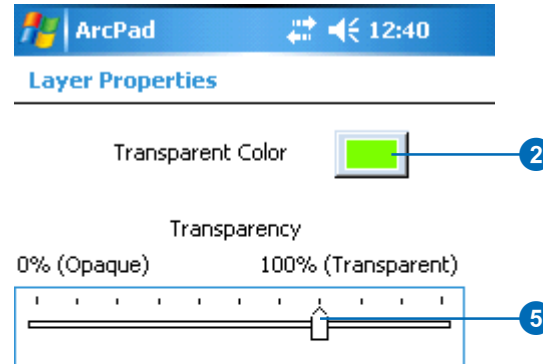 ArcPad 12:40
Layer Properties
Transparent Color
2
Transparency
0% (Opaque) 100% (Transparent)
5